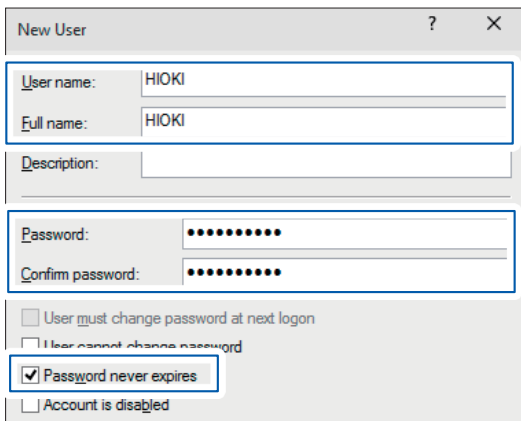 New User ? ×
User name: HIOKI
Full name: HIOKI
Description:
Password: ●●●●●●●●●●
Confirm password: ●●●●●●●●●●
User must change password at next logon
User cannot change password
Password never expires
Account is disabled